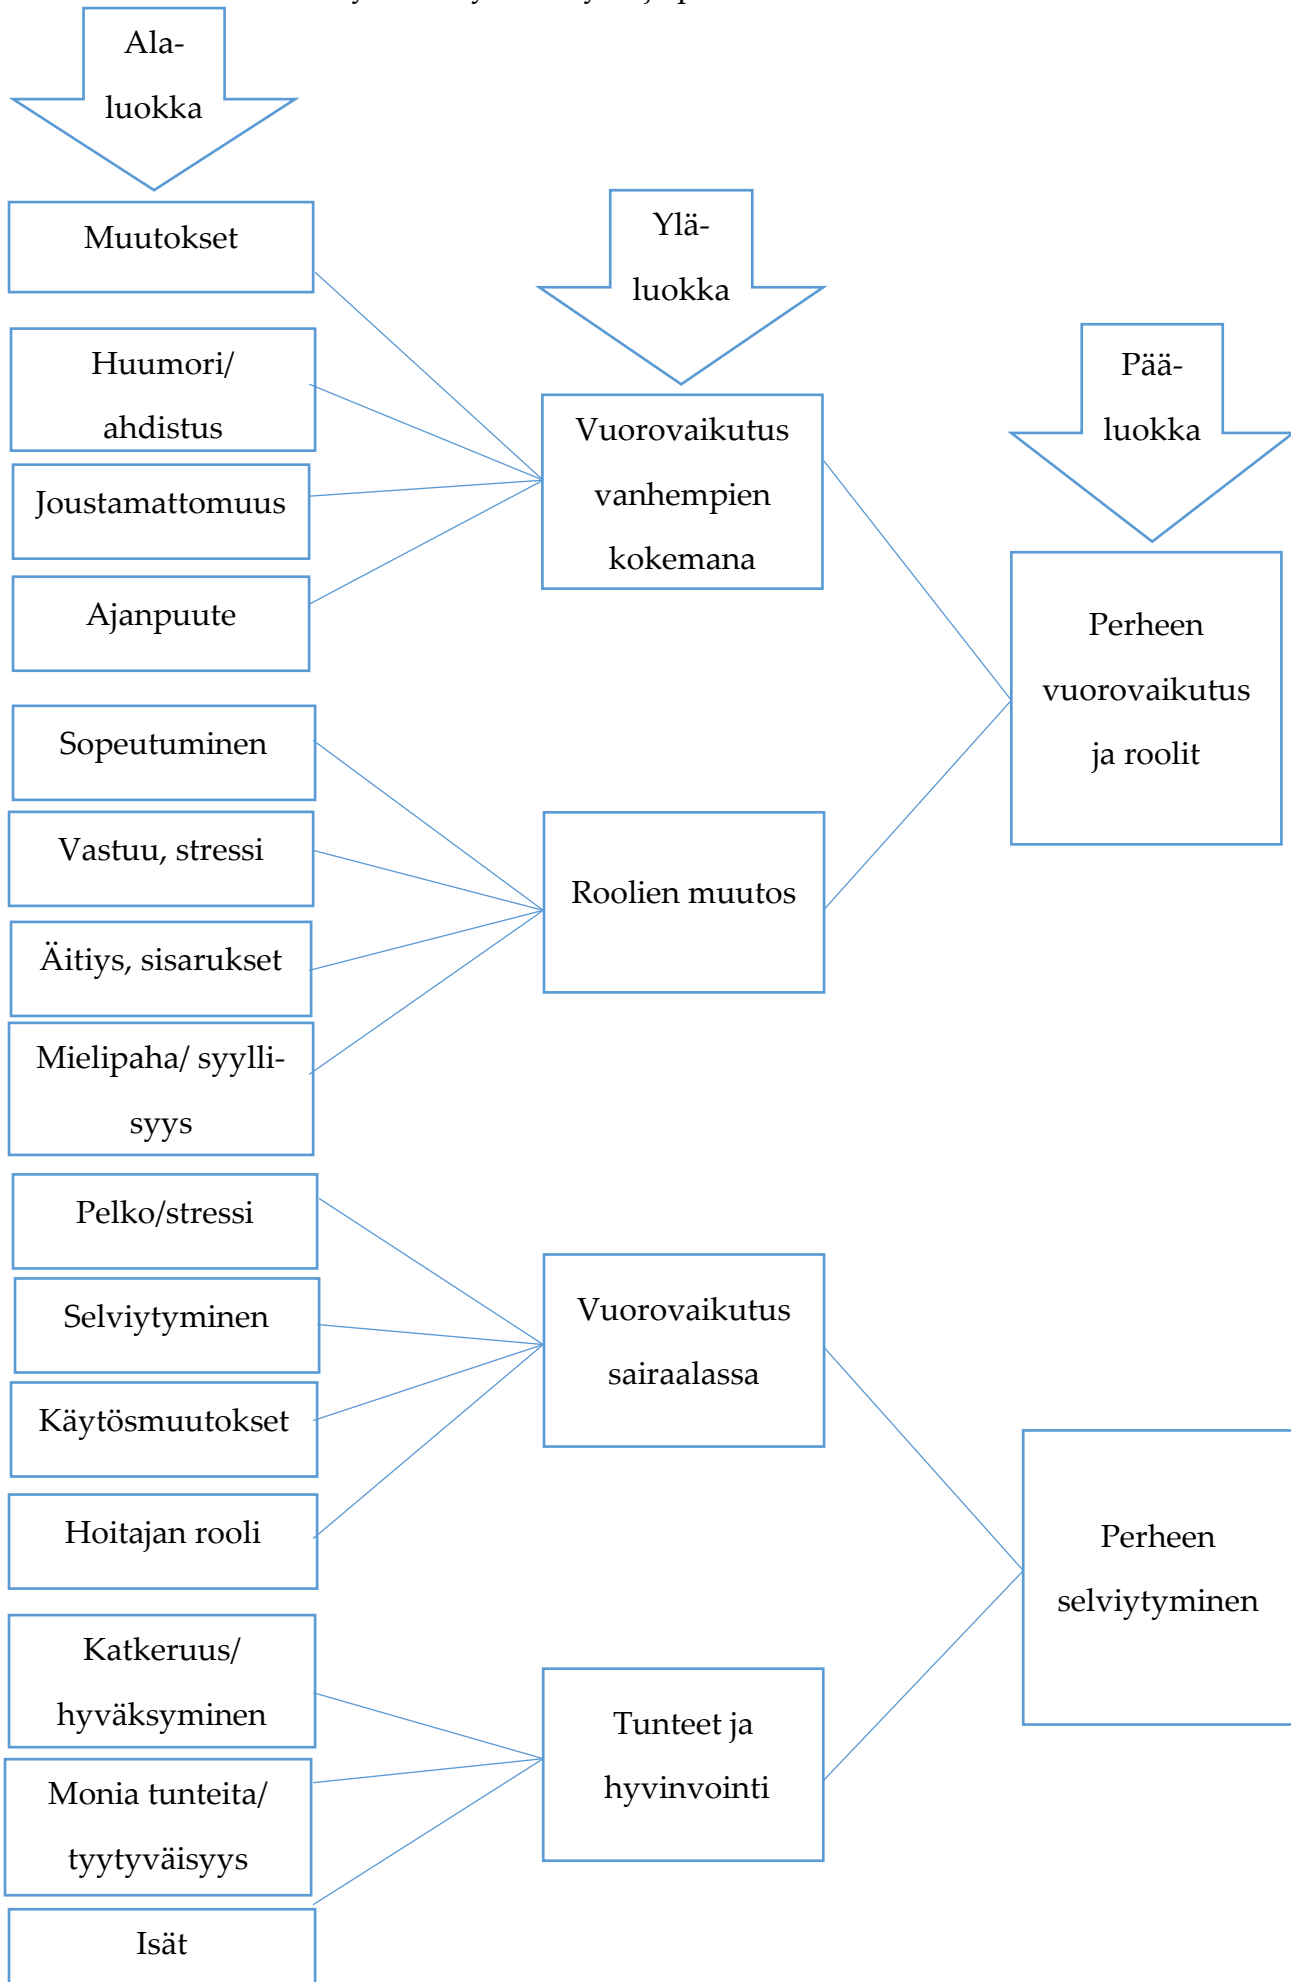 Ala-
luokka
Muutokset
Huumori/
ahdistus
Joustamattomuus
Ajanpuute
Sopeutuminen
Vastuu, stressi
Äitiys, sisarukset
Mielipaha/ syylli-
syys
Pelko/stressi
Selviytyminen
Käytösmuutokset
Hoitajan rooli
Katkeruus/
hyväksyminen
Monia tunteita/
tyytyväisyys
Isät
Ylä-
luokka
Vuorovaikutus
vanhempien
kokemana
Roolien muutos
Vuorovaikutus
sairaalassa
Tunteet ja
hyvinvointi
Pää-
luokka
Perheen
vuorovaikutus
ja roolit
Perheen
selviytyminen